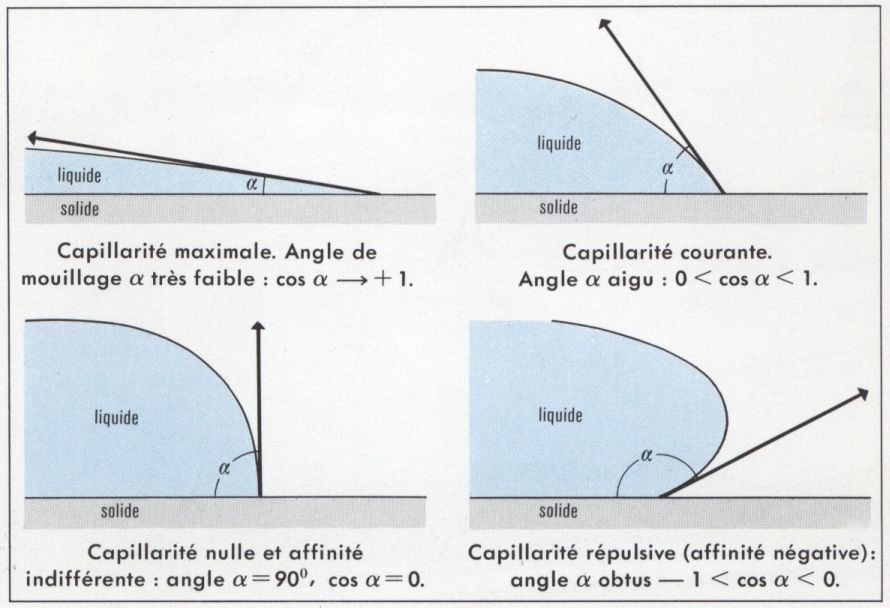 α
liquide
solide
Capillarité maximale. Angle de
mouillage α très faible : cos α ⟶ + 1.
liquide
α
solide
Capillarité courante.
Angle α aigu : 0 < cos α < 1.
liquide
α
solide
Capillarité nulle et affinité
indifférente : angle α = 90⁰, cos α = 0.
liquide
α
solide
Capillarité répulsive (affinité négative) :
angle α obtus — 1 < cos α < 0.